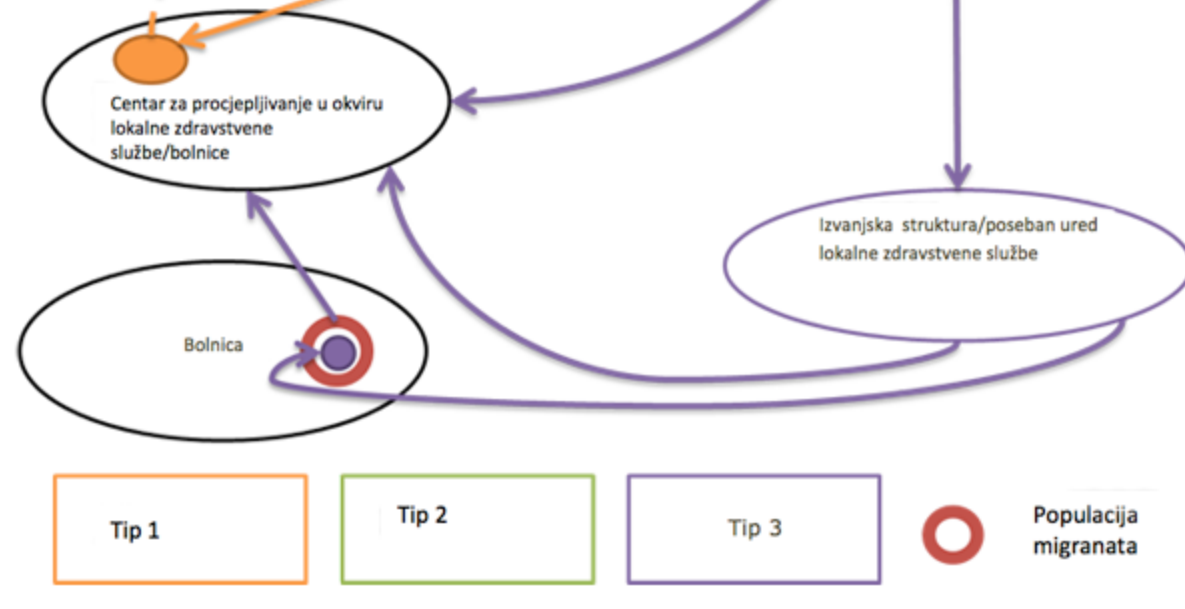 Centar za procjepljivanje u okviru
lokalne zdravstvene
službe/bolnice
Izvanjska struktura/poseban ured
lokalne zdravstvene službe
Bolnica
Tip 1
Tip 2
Tip 3
Populacija
migranata